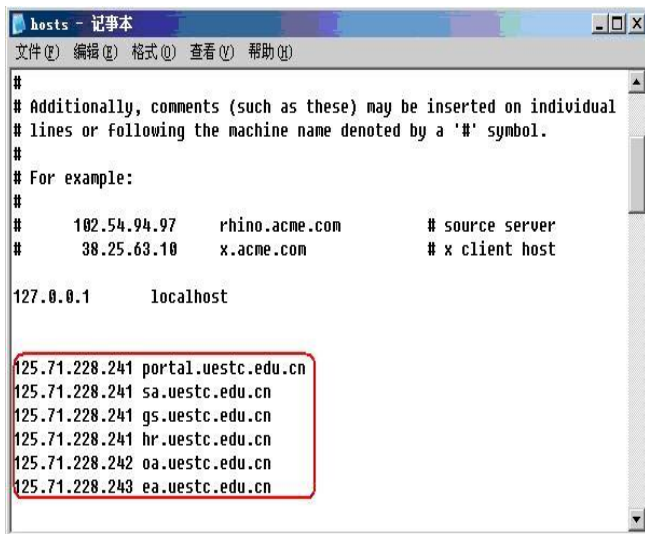 hosts - 记事本
文件(F) 编辑(E) 格式(O) 查看(V) 帮助(H)
#
# Additionally, comments (such as these) may be inserted on individual
# lines or following the machine name denoted by a '#' symbol.
#
# For example:
#
# 102.54.94.97 rhino.acme.com # source server
# 38.25.63.10 x.acme.com # x client host
127.0.0.1 localhost
125.71.228.241 portal.uestc.edu.cn
125.71.228.241 sa.uestc.edu.cn
125.71.228.241 gs.uestc.edu.cn
125.71.228.241 hr.uestc.edu.cn
125.71.228.242 oa.uestc.edu.cn
125.71.228.243 ea.uestc.edu.cn